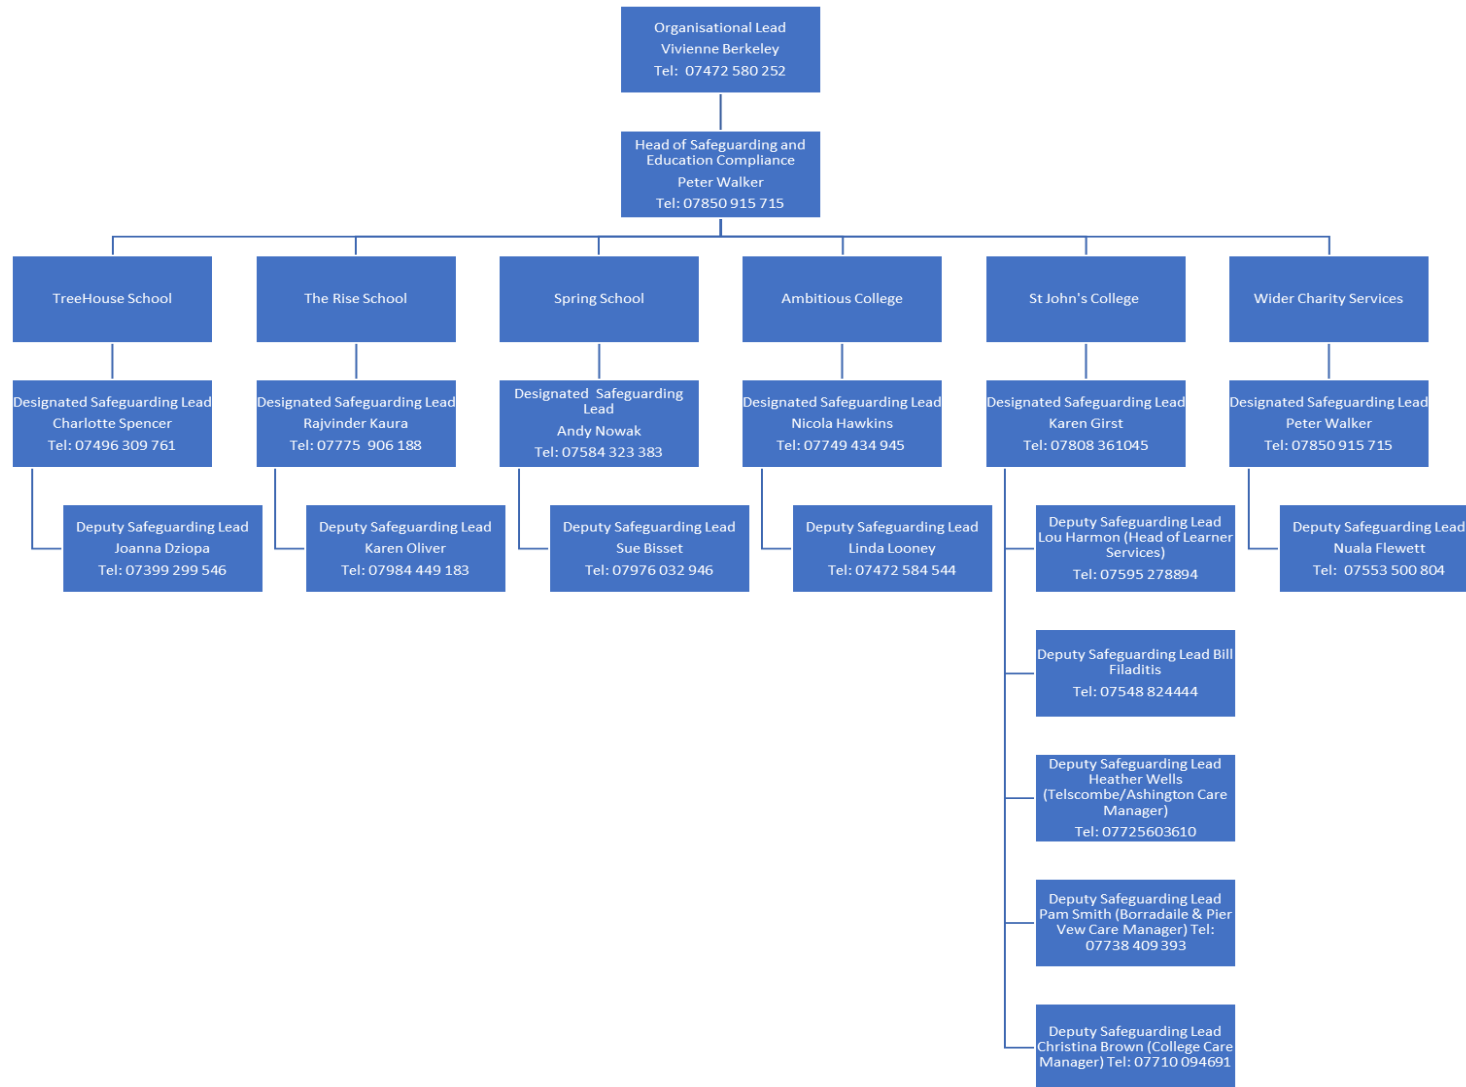 Organisational Lead
Vivienne Berkeley
Tel:  07472 580 252
Head of Safeguarding and
Education Compliance
Peter Walker
Tel: 07850 915 715
TreeHouse School
The Rise School
Spring School
Ambitious College
St John's College
Wider Charity Services
Designated Safeguarding Lead
Charlotte Spencer
Tel: 07496 309 761
Designated Safeguarding Lead
Rajvinder Kaura
Tel: 07775  906 188
Designated  Safeguarding
Lead
Andy Nowak
Tel: 07584 323 383
Designated Safeguarding Lead
Nicola Hawkins
Tel: 07749 434 945
Designated Safeguarding Lead
Karen Girst
Tel: 07808 361045
Designated Safeguarding Lead
Peter Walker
Tel: 07850 915 715
Deputy Safeguarding Lead
Joanna Dziopa
Tel: 07399 299 546
Deputy Safeguarding Lead
Karen Oliver
Tel: 07984 449 183
Deputy Safeguarding Lead
Sue Bisset
Tel: 07976 032 946
Deputy Safeguarding Lead
Linda Looney
Tel: 07472 584 544
Deputy Safeguarding Lead
Lou Harmon (Head of Learner
Services)
Tel: 07595 278894
Deputy Safeguarding Lead
Nuala Flewett
Tel:  07553 500 804
Deputy Safeguarding Lead Bill
Filaditis
Tel: 07548 824444
Deputy Safeguarding Lead
Heather Wells
(Telscombe/Ashington Care
Manager)
Tel: 07725603610
Deputy Safeguarding Lead
Pam Smith (Borradaile & Pier
Vew Care Manager) Tel:
07738 409 393
Deputy Safeguarding Lead
Christina Brown (College Care
Manager) Tel: 07710 094691